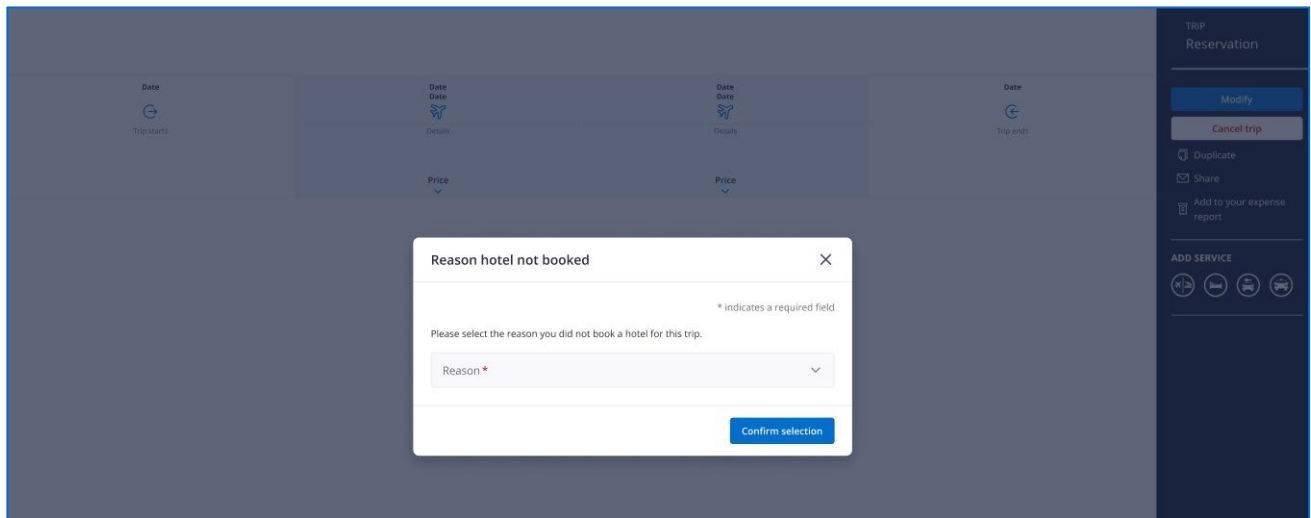 TRIP
Reservation
Date
Date
Date
Date
Date
Date
Trip starts
Details
Details
Trip ends
Price
Price
Modify
Cancel trip
Duplicate
Share
Add to your expense
report
ADD SERVICE
Reason hotel not booked
* indicates a required field
Please select the reason you did not book a hotel for this trip.
Reason *
Confirm selection